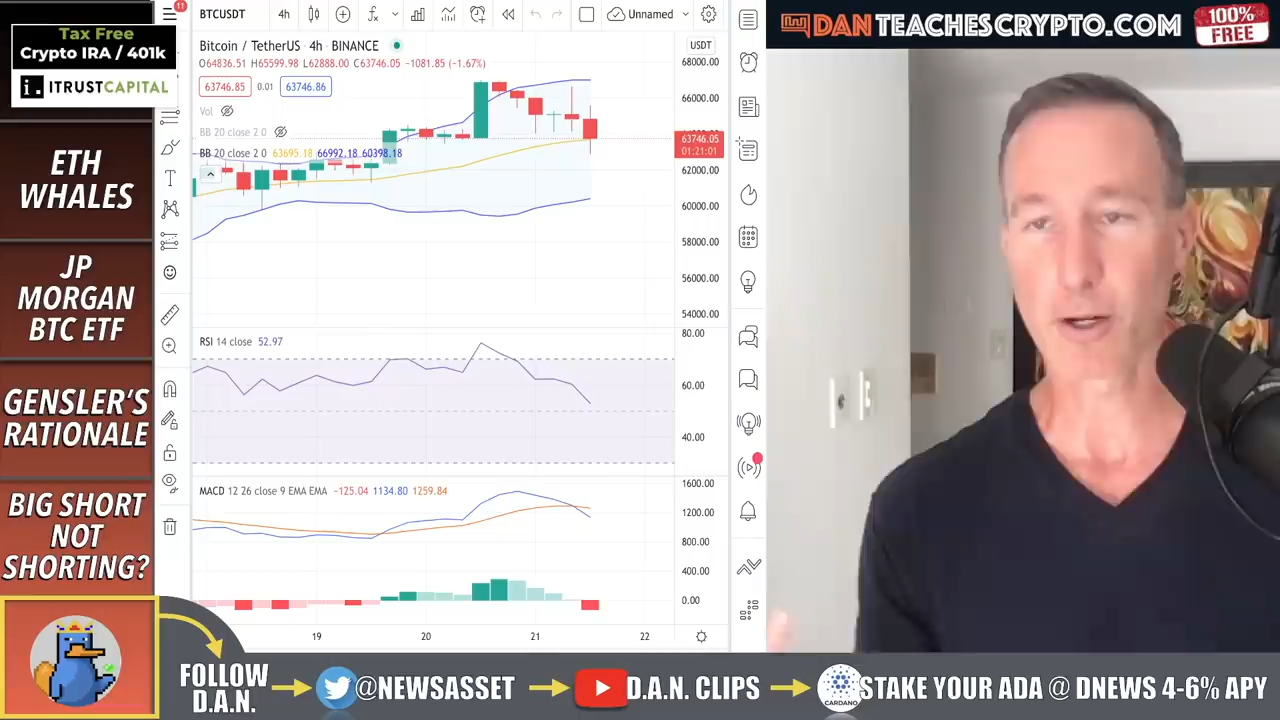 11
Tax Free
Crypto IRA / 401k
i. ITRUSTCAPITAL
ETH
WHALES
JP
MORGAN
BTC ETF
GENSLER'S
RATIONALE
BIG SHORT
NOT
SHORTING?
BTCUSDT 4h Unnamed
Bitcoin / TetherUS · 4h · BINANCE
O64836.51 H65599.98 L62888.00 C63746.05 −1081.85 (−1.67%)
63746.85 0.01 63746.86
Vol
BB 20 close 2 0
BB 20 close 2 0 63695.18 66992.18 60398.18
USDT
68000.00
66000.00
63746.05
01:21:01
62000.00
60000.00
58000.00
56000.00
54000.00
RSI 14 close 52.97
80.00
60.00
40.00
MACD 12 26 close 9 EMA EMA −125.04 1134.80 1259.84
1600.00
1200.00
800.00
400.00
0.00
19 20 21 22
DANTEACHESCRYPTO.COM
100%
FREE
FOLLOW
D.A.N.
@NEWSASSET
D.A.N. CLIPS
CARDANO
STAKE YOUR ADA @ DNEWS 4-6% APY